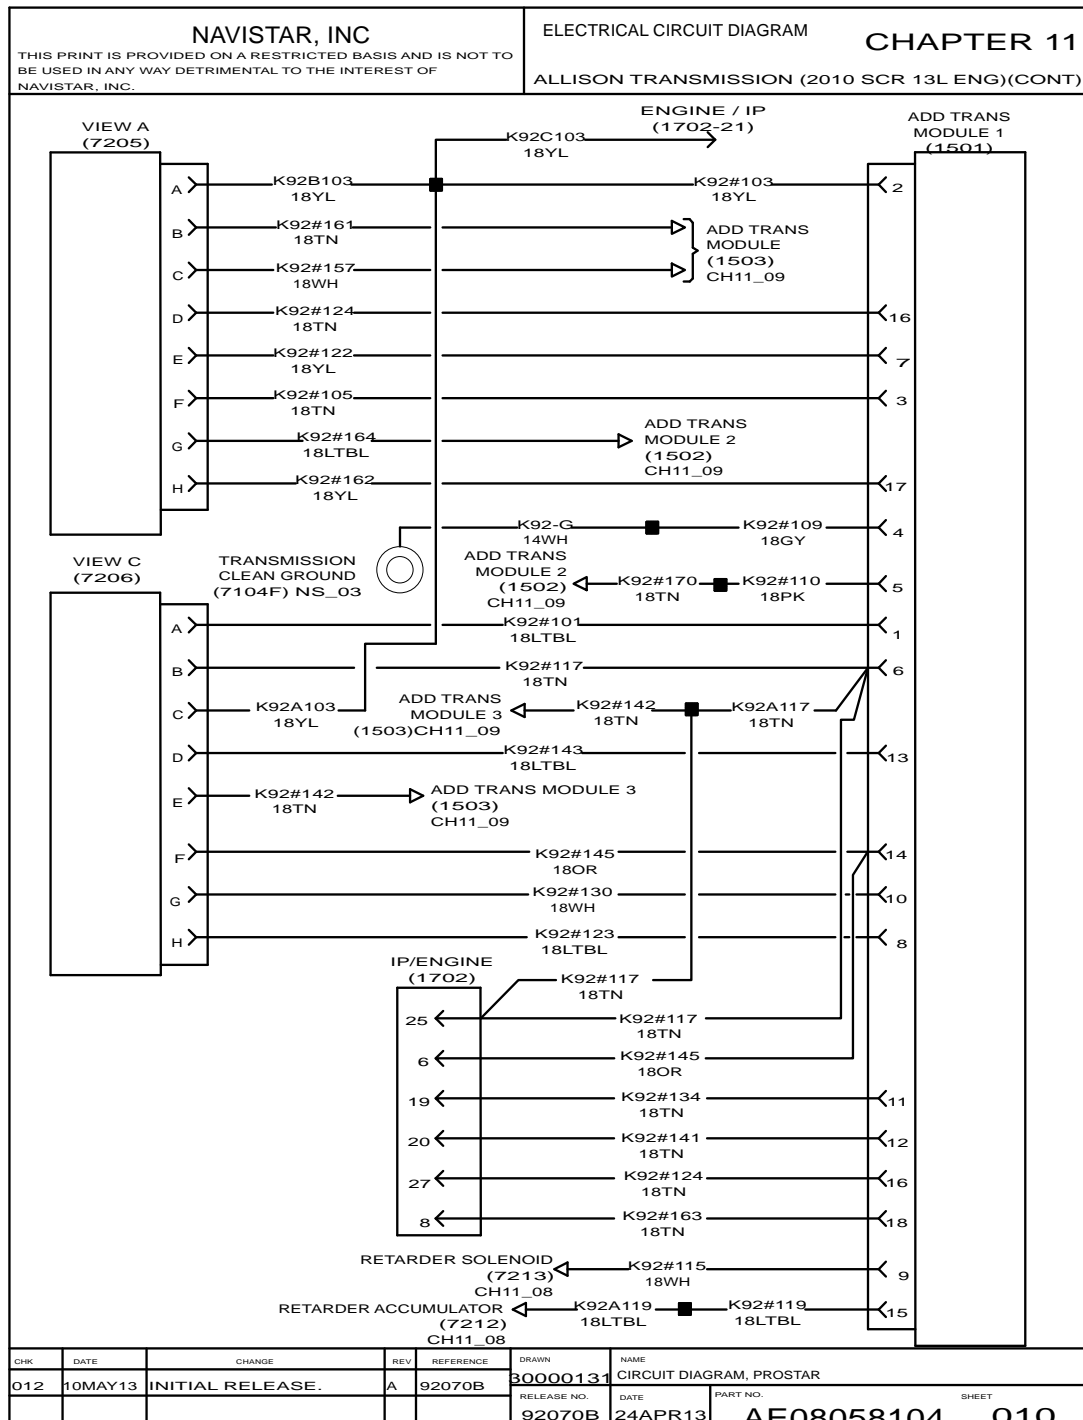 NAVISTAR, INC
THIS PRINT IS PROVIDED ON A RESTRICTED BASIS AND IS NOT TO
BE USED IN ANY WAY DETRIMENTAL TO THE INTEREST OF
NAVISTAR, INC.
ELECTRICAL CIRCUIT DIAGRAM
CHAPTER 11
ALLISON TRANSMISSION (2010 SCR 13L ENG)(CONT)
VIEW A
(7205)
ENGINE / IP
(1702-21)
K92C103
18YL
ADD TRANS
MODULE 1
(1501)
A
K92B103
18YL
K92#103
18YL
2
B
K92#161
18TN
ADD TRANS
MODULE
(1503)
CH11_09
C
K92#157
18WH
D
K92#124
18TN
16
E
K92#122
18YL
7
F
K92#105
18TN
3
G
K92#164
18LTBL
ADD TRANS
MODULE 2
(1502)
CH11_09
H
K92#162
18YL
17
K92-G
14WH
K92#109
18GY
4
VIEW C
(7206)
TRANSMISSION
CLEAN GROUND
(7104F) NS_03
ADD TRANS
MODULE 2
(1502)
CH11_09
K92#170
18TN
K92#110
18PK
5
A
K92#101
18LTBL
1
B
K92#117
18TN
6
C
K92A103
18YL
ADD TRANS
MODULE 3
(1503)CH11_09
K92#142
18TN
K92A117
18TN
D
K92#143
18LTBL
13
E
K92#142
18TN
ADD TRANS MODULE 3
(1503)
CH11_09
F
K92#145
18OR
14
G
K92#130
18WH
10
H
K92#123
18LTBL
8
IP/ENGINE
(1702)
K92#117
18TN
25
K92#117
18TN
6
K92#145
18OR
19
K92#134
18TN
11
20
K92#141
18TN
12
27
K92#124
18TN
16
8
K92#163
18TN
18
RETARDER SOLENOID
(7213)
CH11_08
K92#115
18WH
9
RETARDER ACCUMULATOR
(7212)
CH11_08
K92A119
18LTBL
K92#119
18LTBL
15
CHK DATE CHANGE REV REFERENCE
012 10MAY13 INITIAL RELEASE. A 92070B
DRAWN
30000131
NAME
CIRCUIT DIAGRAM, PROSTAR
RELEASE NO.
92070B
DATE
24APR13
PART NO.
AE08058104
SHEET
010